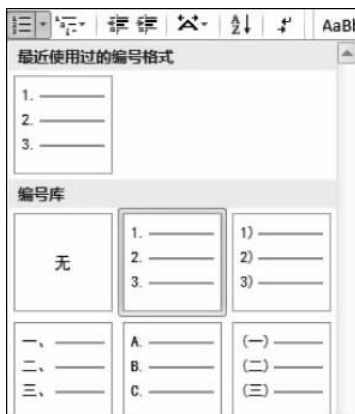 AaBl
最近使用过的编号格式
1.
2.
3.
编号库
无
1.
2.
3.
1)
2)
3)
一、
二、
三、
A.
B.
C.
(一)
(二)
(三)